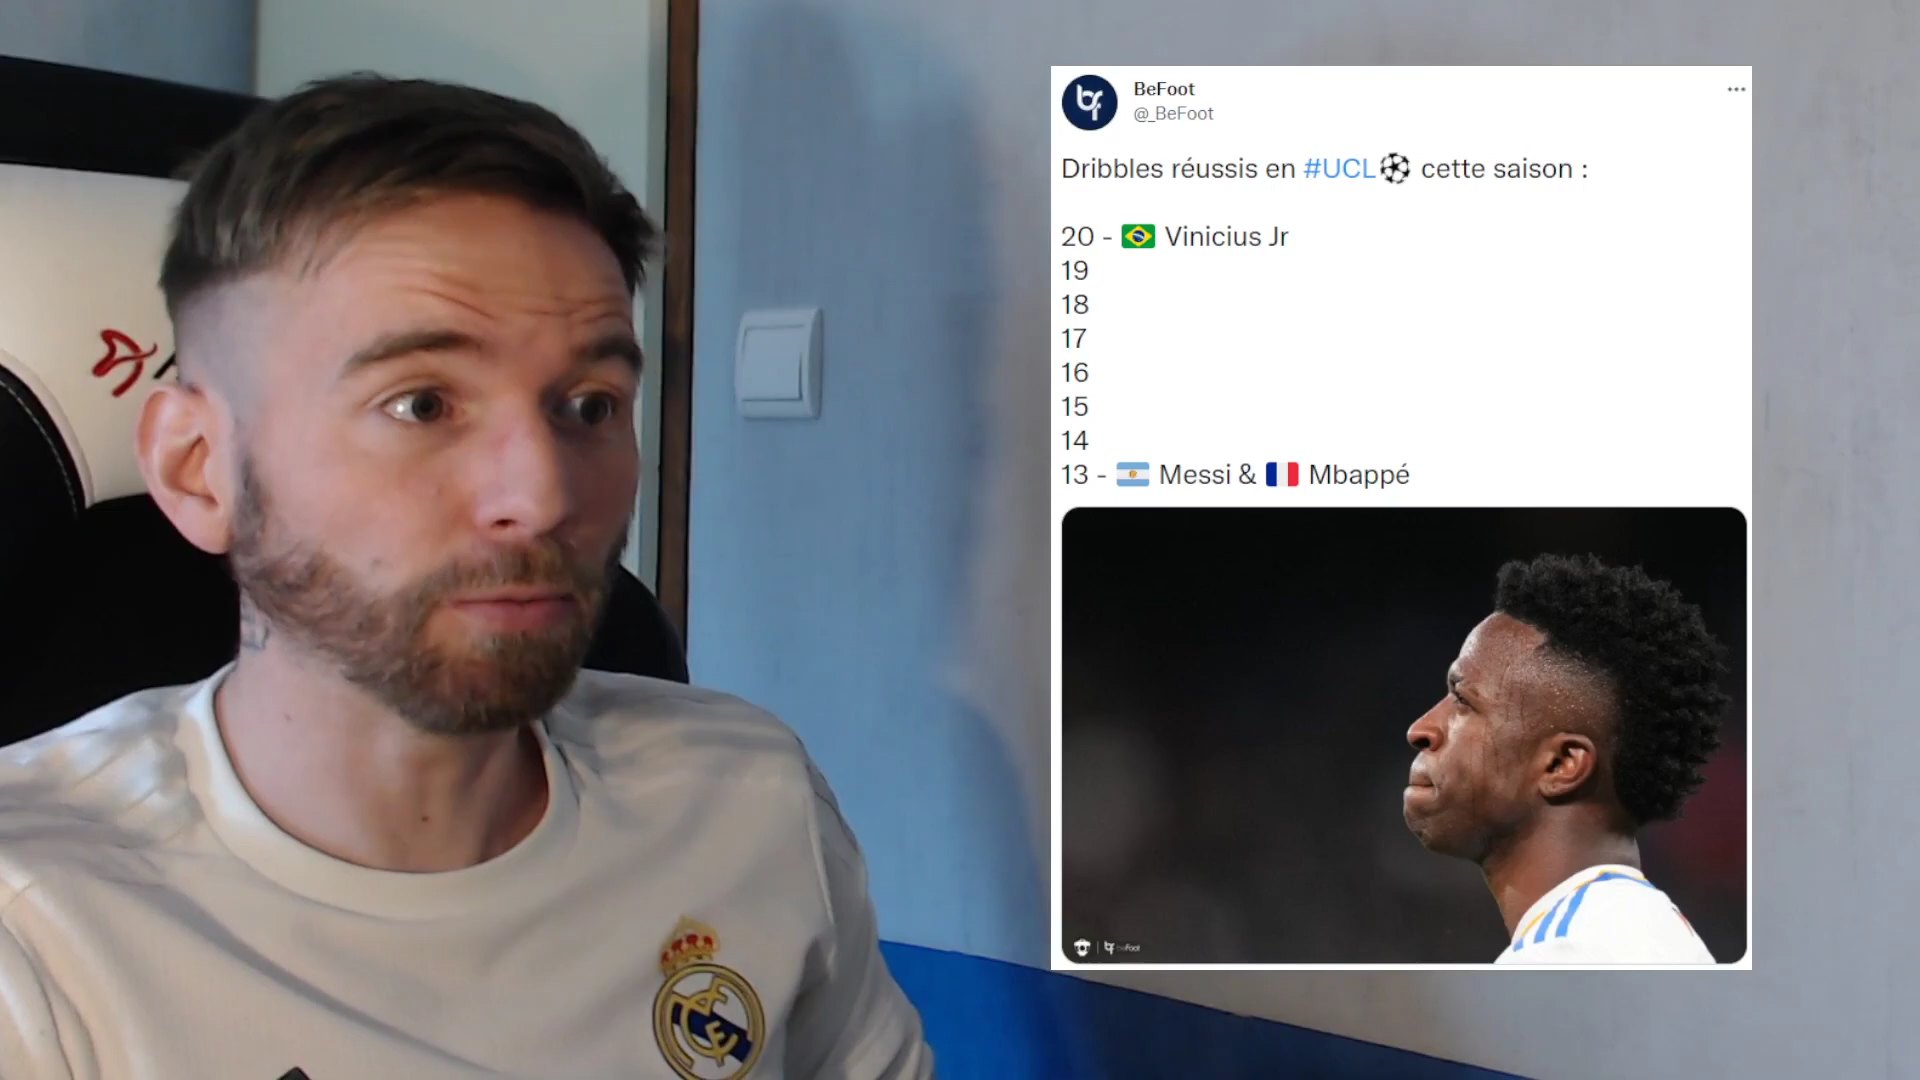 BeFoot
@_BeFoot
Dribbles réussis en #UCL⚽ cette saison :
20 - 🇧🇷 Vinicius Jr
19
18
17
16
15
14
13 - 🇦🇷 Messi & 🇫🇷 Mbappé